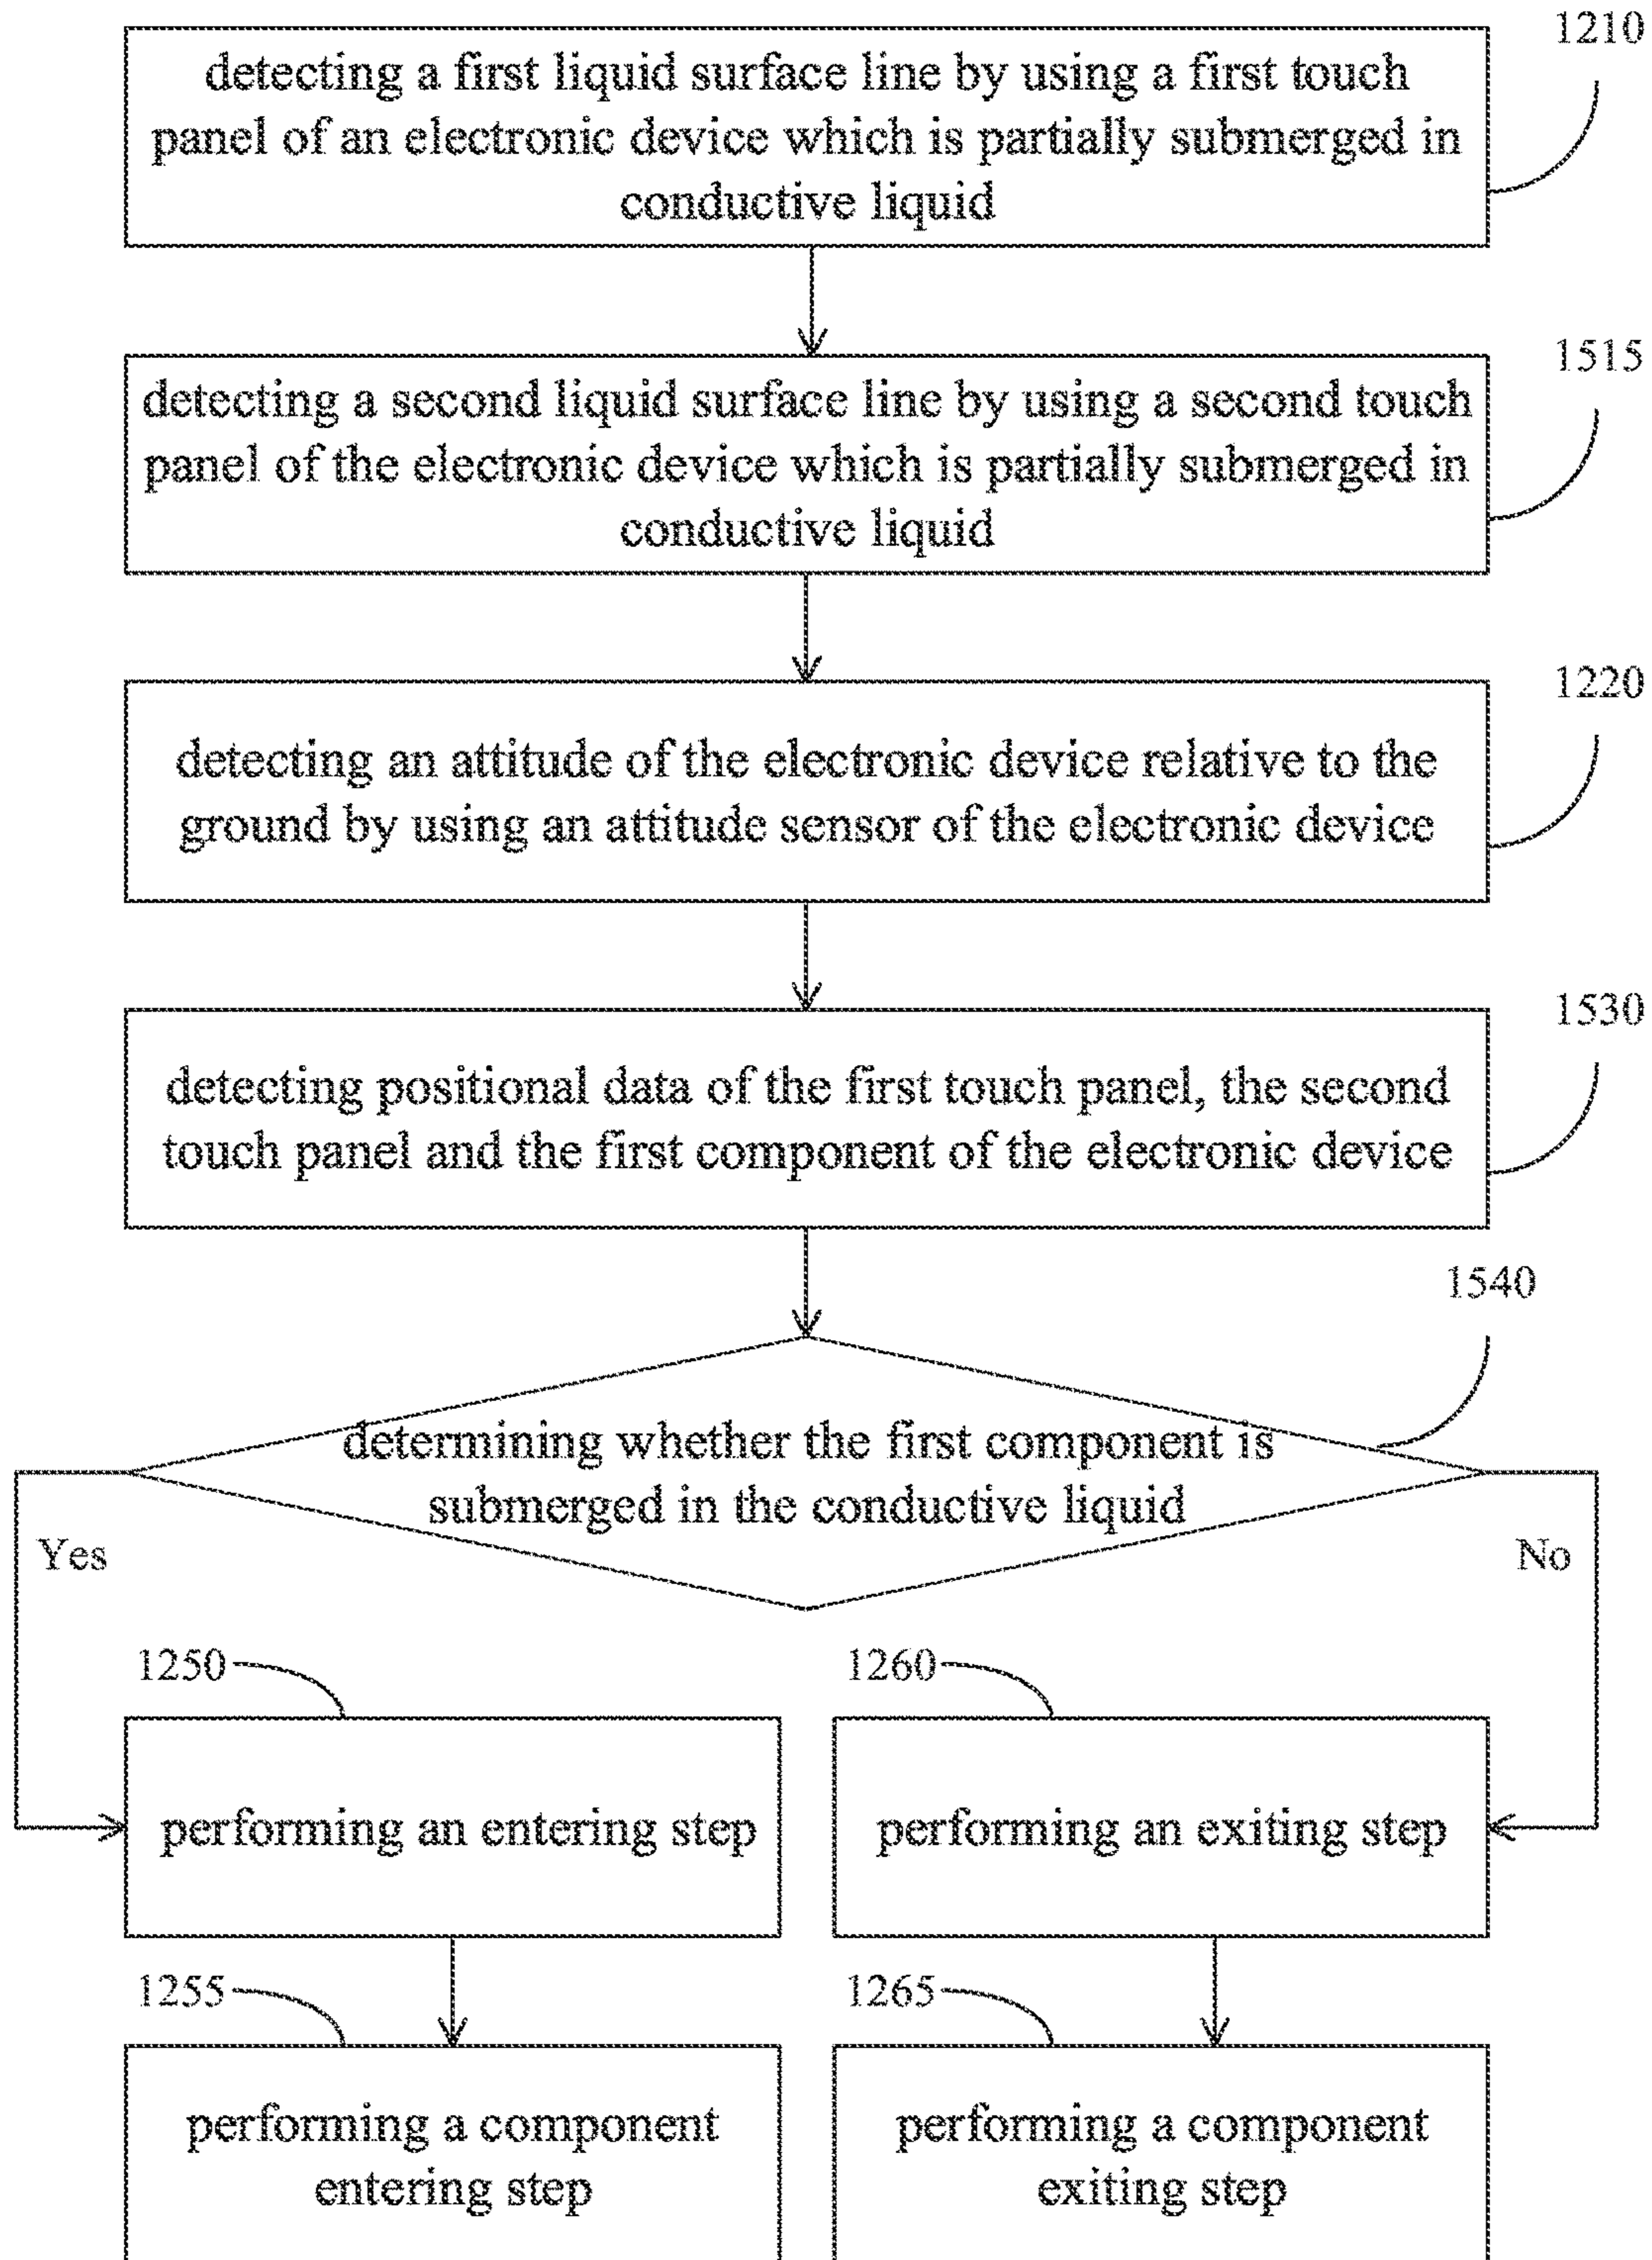 1210
detecting a first liquid surface line by using a first touch
panel of an electronic device which is partially submerged in
conductive liquid
1515
detecting a second liquid surface line by using a second touch
panel of the electronic device which is partially submerged in
conductive liquid
1220
detecting an attitude of the electronic device relative to the
ground by using an attitude sensor of the electronic device
1530
detecting positional data of the first touch panel, the second
touch panel and the first component of the electronic device
1540
determining whether the first component is
submerged in the conductive liquid
Yes
No
1250
1260
performing an entering step
performing an exiting step
1255
1265
performing a component
entering step
performing a component
exiting step